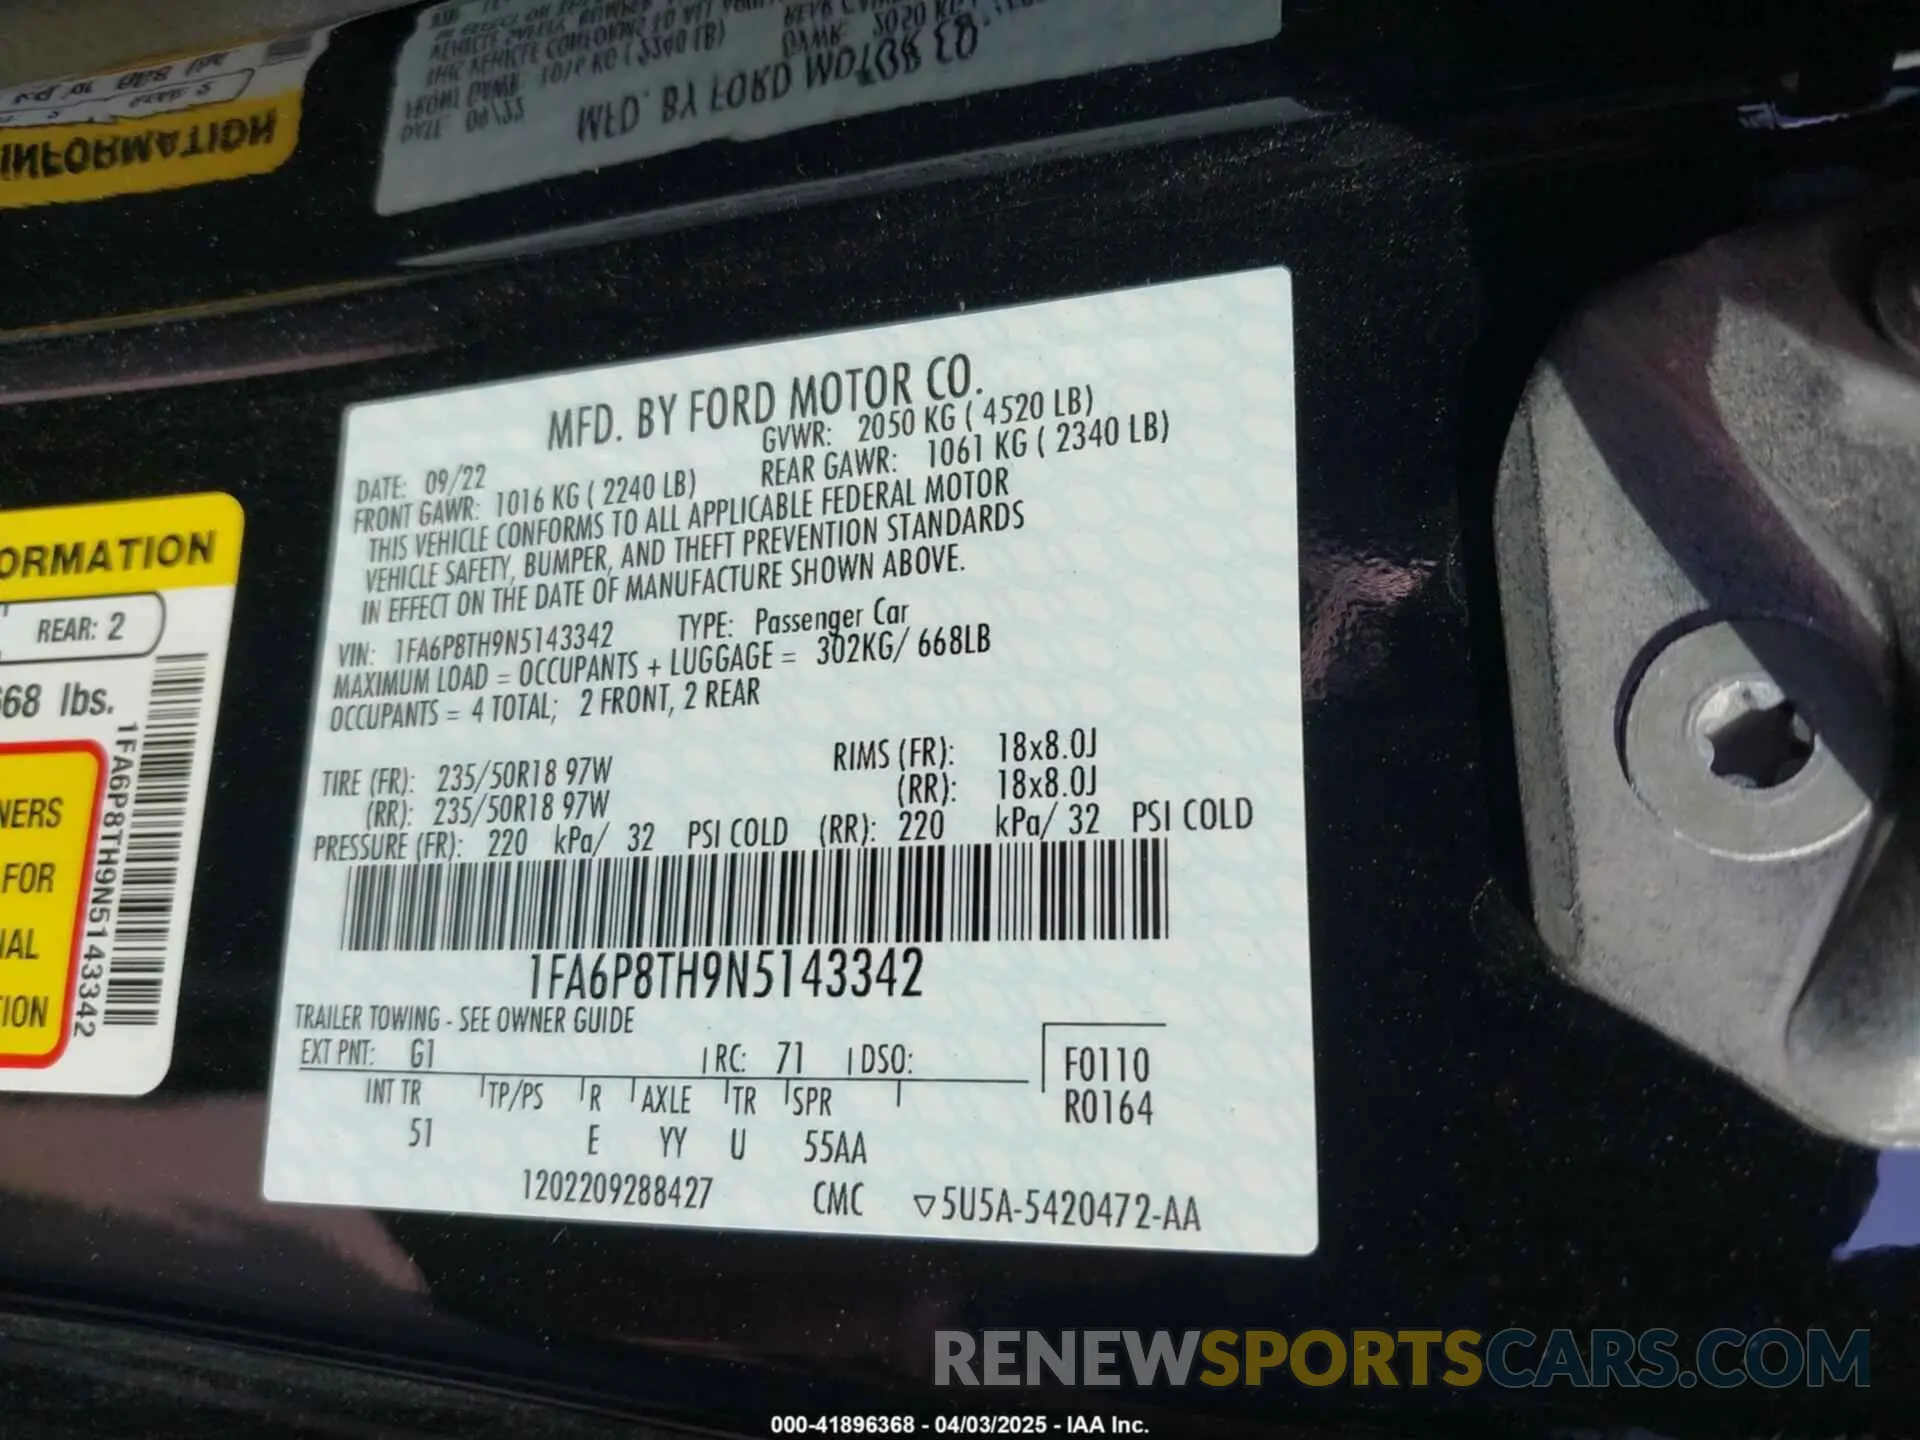 MFD. BY FORD MOTOR CO.
DATE: 09/22
GVWR: 2050 KG ( 4520 LB)
FRONT GAWR: 1016 KG ( 2240 LB)
REAR GAWR: 1061 KG ( 2340 LB)
THIS VEHICLE CONFORMS TO ALL APPLICABLE FEDERAL MOTOR
VEHICLE SAFETY, BUMPER, AND THEFT PREVENTION STANDARDS
IN EFFECT ON THE DATE OF MANUFACTURE SHOWN ABOVE.
VIN: 1FA6P8TH9N5143342 TYPE: Passenger Car
MAXIMUM LOAD = OCCUPANTS + LUGGAGE = 302KG/ 668LB
OCCUPANTS = 4 TOTAL; 2 FRONT, 2 REAR
TIRE (FR): 235/50R18 97W RIMS (FR): 18x8.0J
(RR): 235/50R18 97W (RR): 18x8.0J
PRESSURE (FR): 220 kPa/ 32 PSI COLD (RR): 220 kPa/ 32 PSI COLD
1FA6P8TH9N5143342
TRAILER TOWING - SEE OWNER GUIDE
EXT PNT: G1 RC: 71 DSO:
F0110
R0164
INT TR TP/PS R AXLE TR SPR
51 E YY U 55AA
1202209288427 CMC ▽5U5A-5420472-AA
ORMATION
REAR: 2
668 lbs.
1FA6P8TH9N5143342
NERS
FOR
AL
ION
INFORMATION
MFD. BY FORD MOTOR CO.
DATE: 09/22
RENEWSPORTSCARS.COM
000-41896368 - 04/03/2025 - IAA Inc.